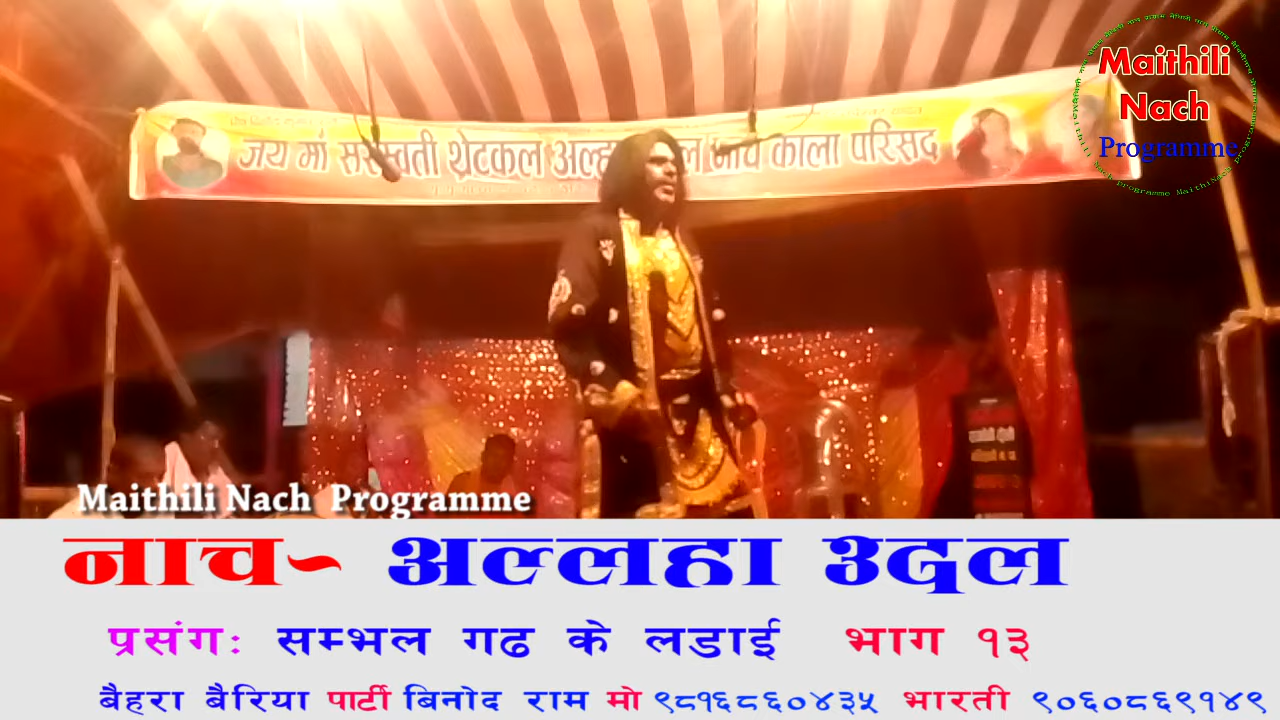 Maithili
Nach
Programme
जय मां सरस्वती थ्रेटकल नाच काला परिसद
Maithili Nach Programme
नाच- अल्लहा उदल
प्रसंग: सम्भल गढ के लडाई भाग १३
बैहरा बैरिया पार्टी बिनोद राम मो ९८१६८६०४३५ भारती ९०६०८६९१४९